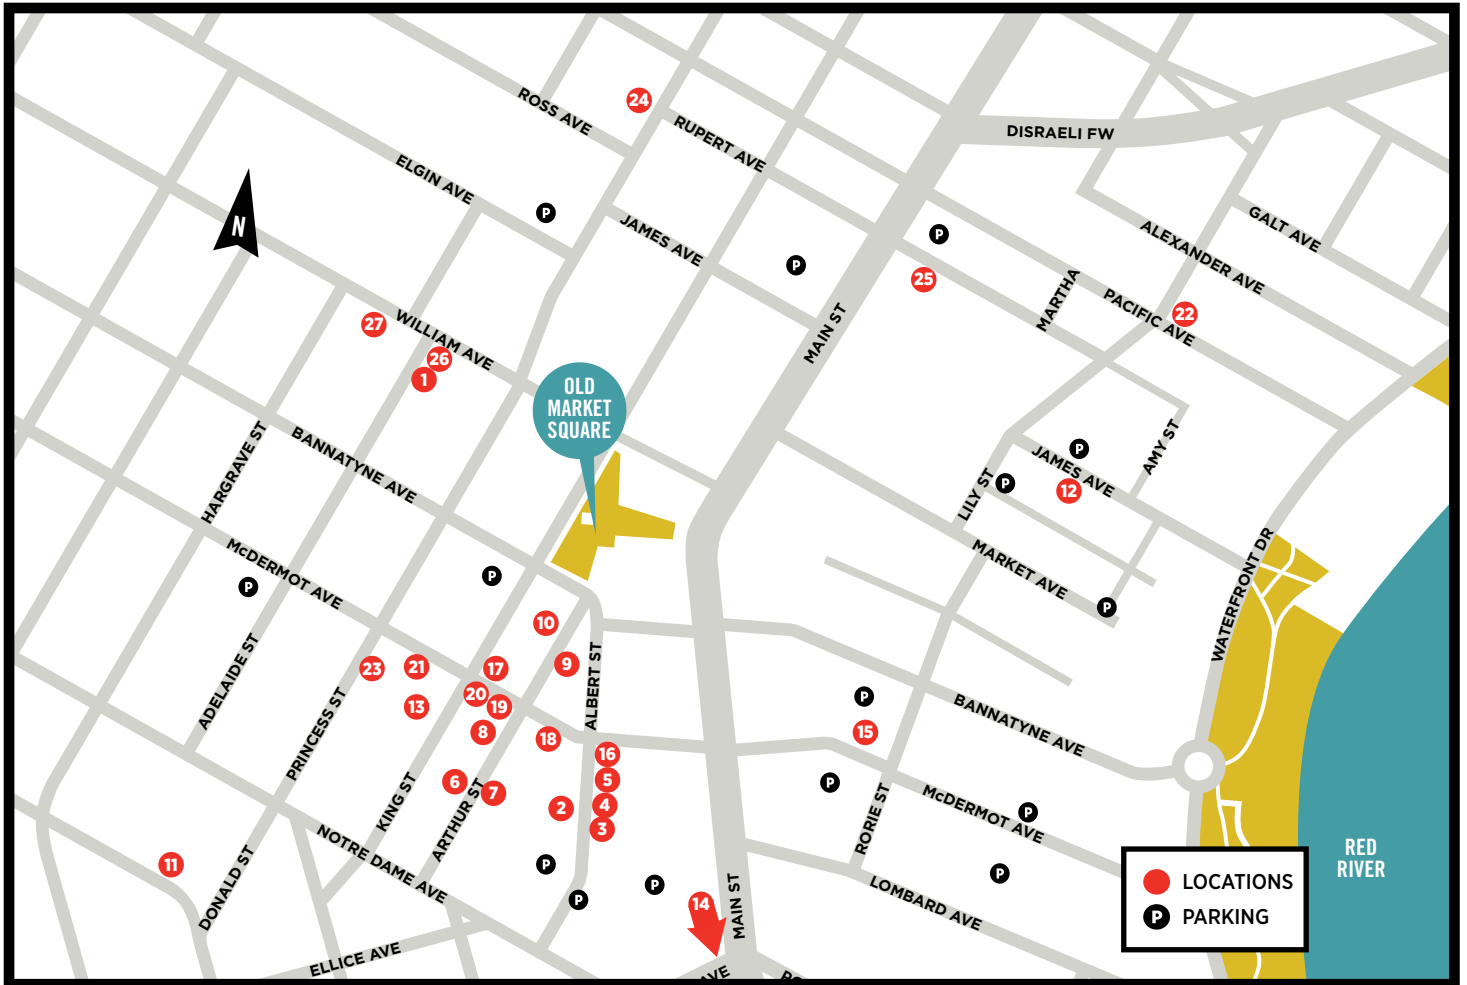 ROSS AVE
24
RUPERT AVE
DISRAELI FW
ELGIN AVE
P
JAMES AVE
GALT AVE
ALEXANDER AVE
N
P
P
25
MARTHA
PACIFIC AVE
22
MAIN ST
27
WILLIAM AVE
26
1
OLD
MARKET
SQUARE
HARGRAVE ST
BANNATYNE AVE
AMY ST
P
JAMES AVE
12
P
LILY ST
McDERMOT AVE
P
P
MARKET AVE
P
WATERFRONT DR
10
9
ALBERT ST
ADELAIDE ST
PRINCESS ST
23
21
17
20
19
13
8
18
16
5
4
3
2
6
7
P
15
P
BANNATYNE AVE
McDERMOT AVE
P
RORIE ST
KING ST
ARTHUR ST
NOTRE DAME AVE
11
DONALD ST
P
P
P
14
MAIN ST
P
LOMBARD AVE
ELLICE AVE
AVE
RED
RIVER
LOCATIONS
P PARKING